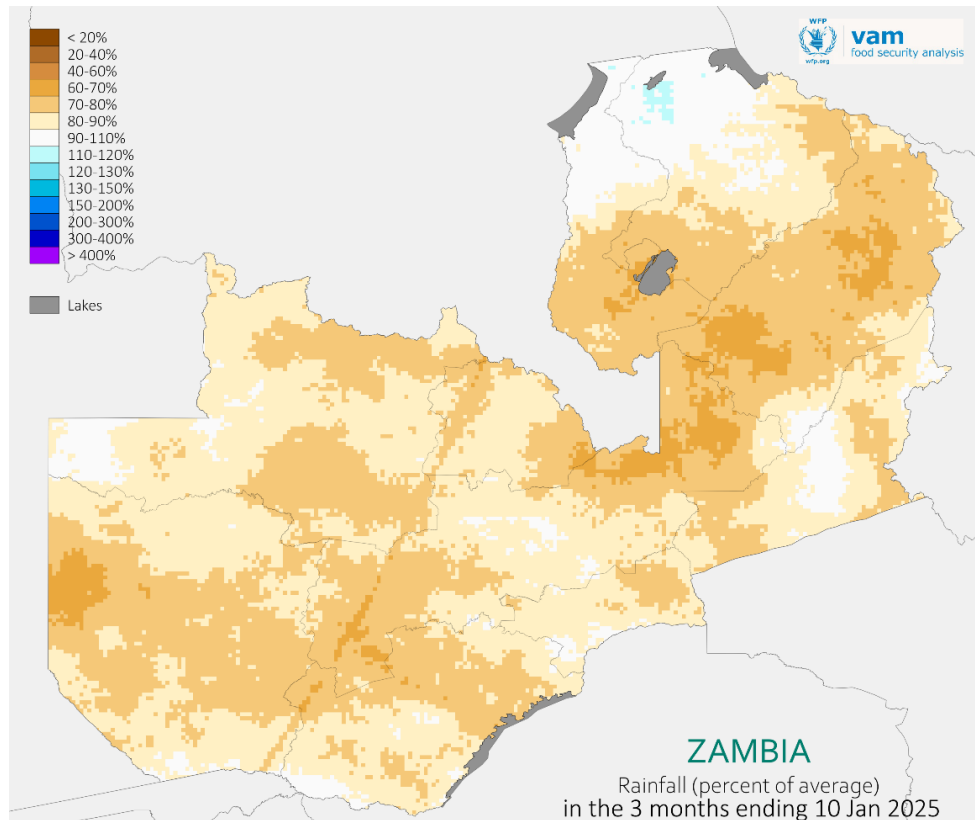 < 20%
20-40%
40-60%
60-70%
70-80%
80-90%
90-110%
110-120%
120-130%
130-150%
150-200%
200-300%
300-400%
> 400%
Lakes
WFP
wfp.org
vam
food security analysis
ZAMBIA
Rainfall (percent of average)
in the 3 months ending 10 Jan 2025